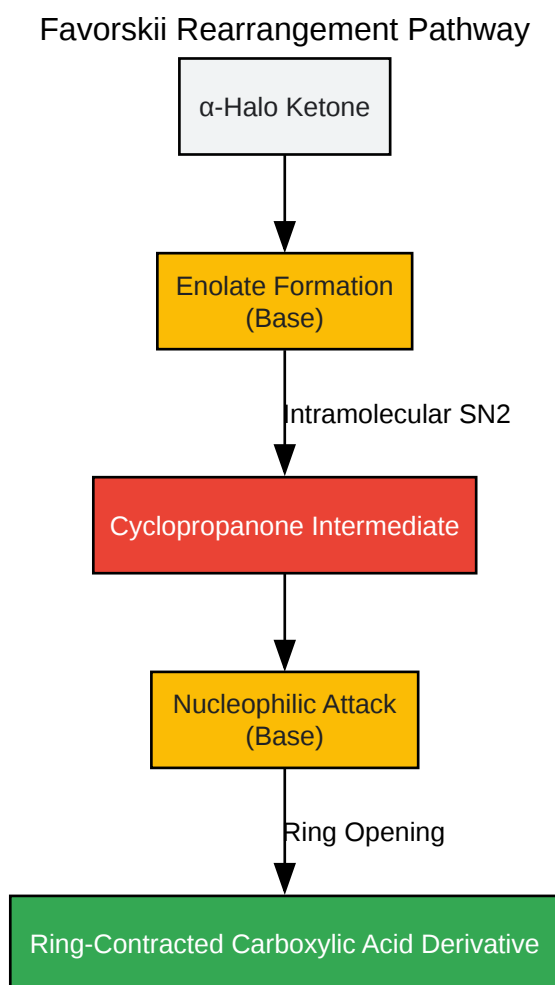 Favorskii Rearrangement Pathway
α-Halo Ketone
Enolate Formation
(Base)
Intramolecular SN2
Cyclopropanone Intermediate
Nucleophilic Attack
(Base)
Ring Opening
Ring-Contracted Carboxylic Acid Derivative